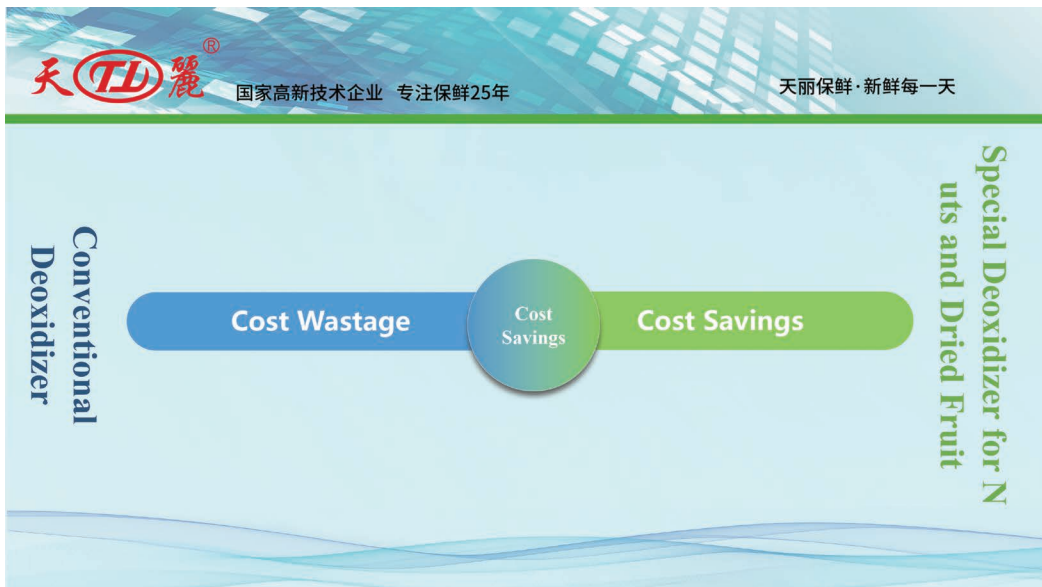 天 TL 麗®
国家高新技术企业 专注保鲜25年
天丽保鲜·新鲜每一天
Conventional
Deoxidizer
Cost Wastage
Cost
Savings
Cost Savings
Special Deoxidizer for N
uts and Dried Fruit